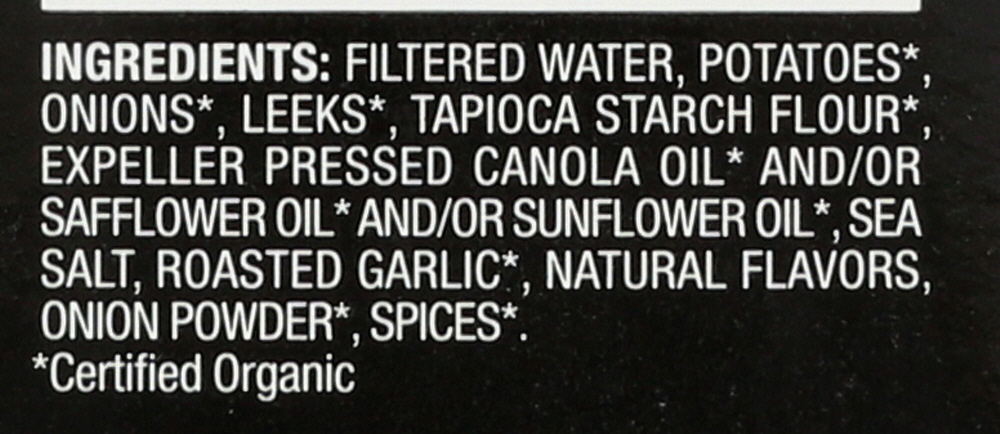 INGREDIENTS: FILTERED WATER, POTATOES*,
ONIONS*, LEEKS*, TAPIOCA STARCH FLOUR*,
EXPELLER PRESSED CANOLA OIL* AND/OR
SAFFLOWER OIL* AND/OR SUNFLOWER OIL*, SEA
SALT, ROASTED GARLIC*, NATURAL FLAVORS,
ONION POWDER*, SPICES*.
*Certified Organic